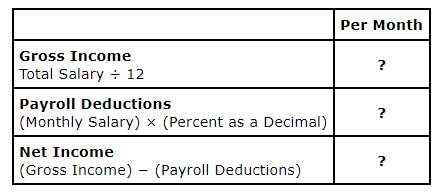 Per Month
Gross Income
Total Salary ÷ 12
?
Payroll Deductions
(Monthly Salary) × (Percent as a Decimal)
?
Net Income
(Gross Income) − (Payroll Deductions)
?